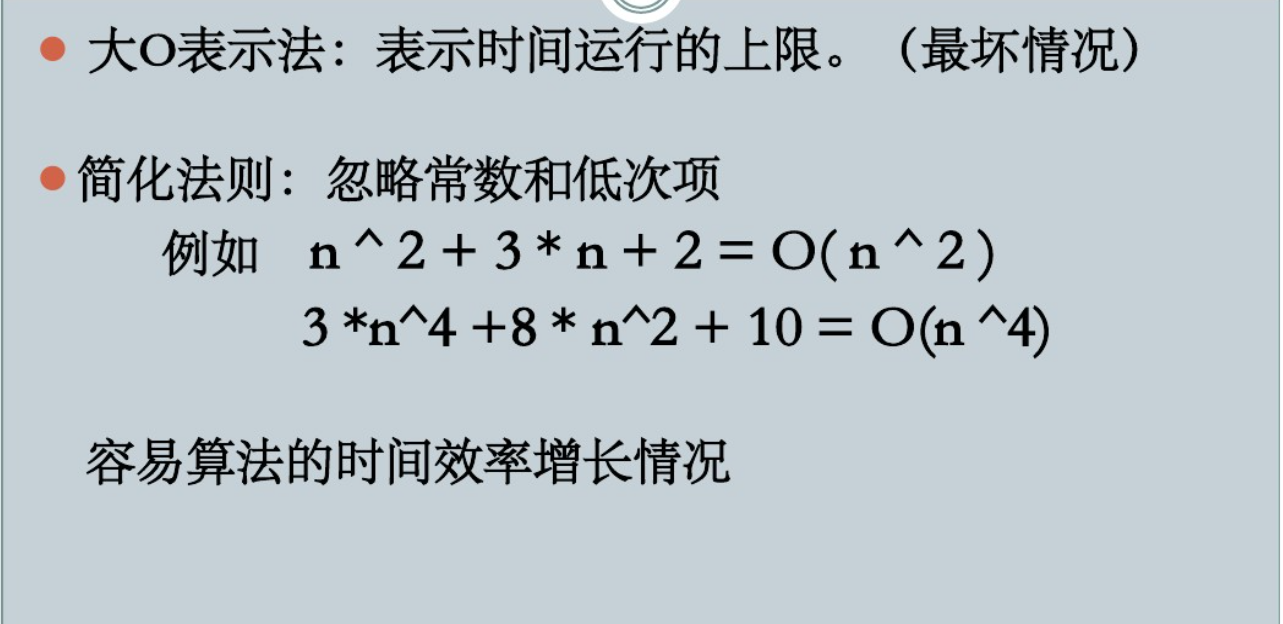 大O表示法：表示时间运行的上限。（最坏情况）
简化法则：忽略常数和低次项
例如 n ^ 2 + 3 * n + 2 = O( n ^ 2 )
3 *n^4 +8 * n^2 + 10 = O(n ^4)
容易算法的时间效率增长情况